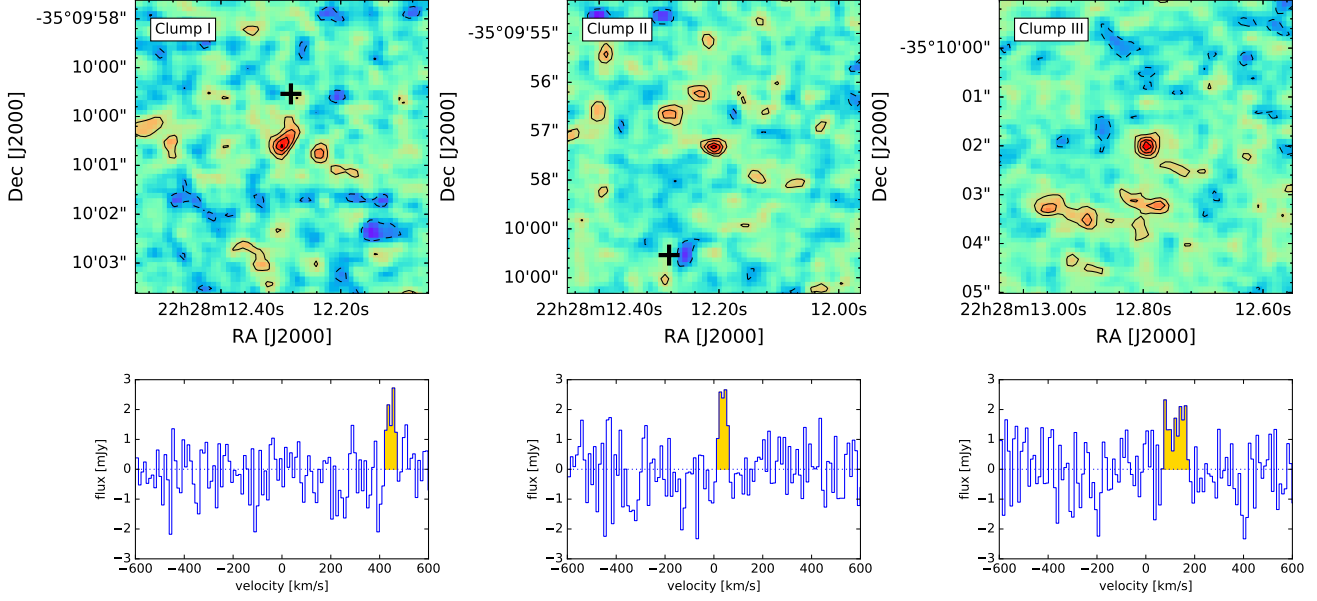 Clump I
-35°09'58"
10'00"
10'00"
10'01"
10'02"
10'03"
Dec [J2000]
22h28m12.40s
12.20s
RA [J2000]
Clump II
-35°09'55"
56"
57"
58"
10'00"
10'00"
Dec [J2000]
22h28m12.40s
12.20s
12.00s
RA [J2000]
Clump III
-35°10'00"
01"
02"
03"
04"
05"
Dec [J2000]
22h28m13.00s
12.80s
12.60s
RA [J2000]
3
2
1
0
−1
−2
−3
flux [mJy]
−600
−400
−200
0
200
400
600
velocity [km/s]
3
2
1
0
−1
−2
−3
flux [mJy]
−600
−400
−200
0
200
400
600
velocity [km/s]
3
2
1
0
−1
−2
−3
flux [mJy]
−600
−400
−200
0
200
400
600
velocity [km/s]